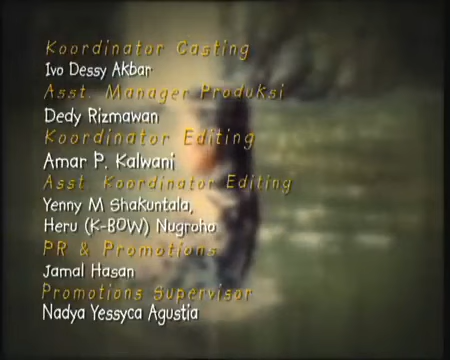 Koordinator Casting
Ivo Dessy Akbar
Asst. Manager Produksi
Dedy Rizmawan
Koordinator Editing
Amar P. Kalwani
Asst. Koordinator Editing
Yenny M Shakuntala,
Heru (K-BOW) Nugroho
PR & Promotions
Jamal Hasan
Promotions Supervisor
Nadya Yessyca Agustia